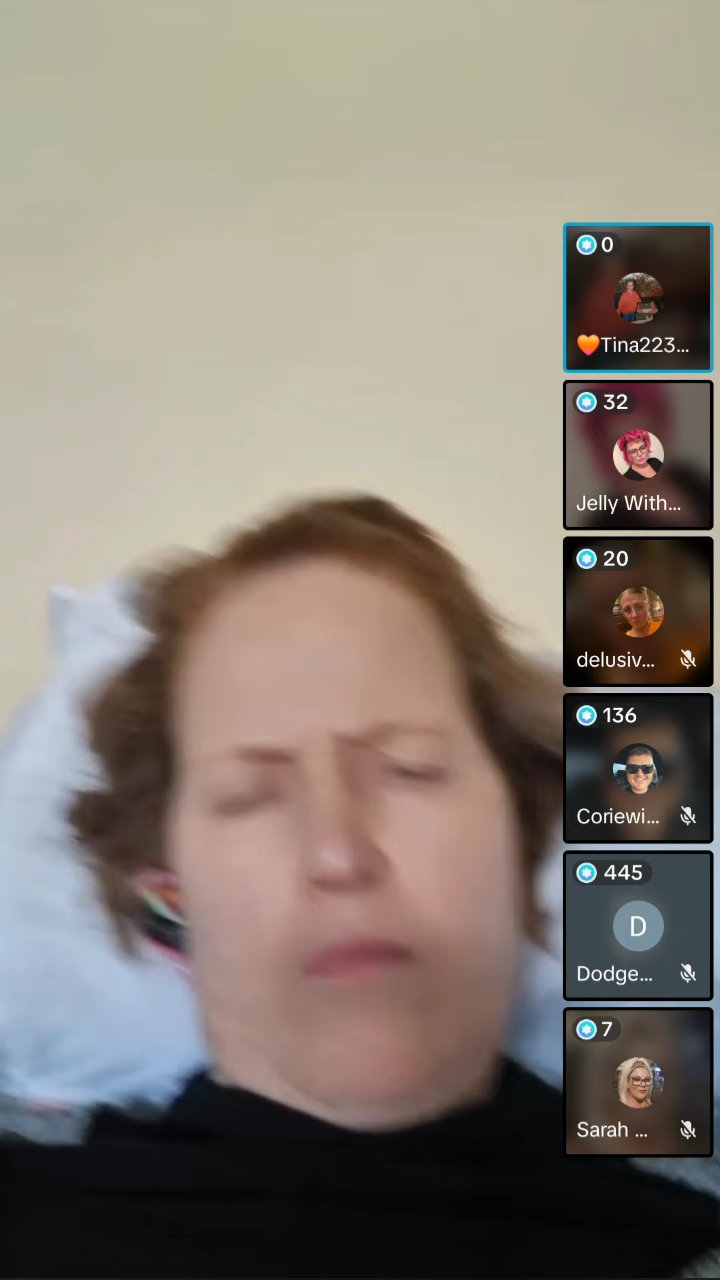 0
🧡Tina223...
32
Jelly With...
20
delusiv...
136
Coriewi...
445
D
Dodge...
7
Sarah ...